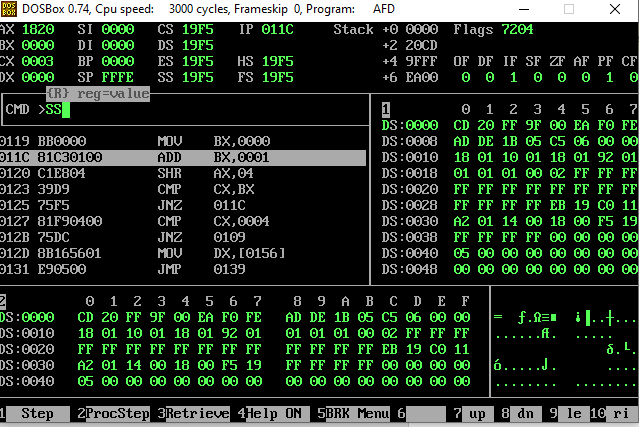 DOSBox 0.74, Cpu speed: 3000 cycles, Frameskip 0, Program: AFD
AX 1820 SI 0000 CS 19F5 IP 011C Stack +0 0000 Flags 7204
BX 0000 DI 0000 DS 19F5 +2 20CD
CX 0003 BP 0000 ES 19F5 HS 19F5 +4 9FFF OF DF IF SF ZF AF PF CF
DX 0000 SP FFFE SS 19F5 FS 19F5 +6 EA00 0 0 1 0 0 0 1 0
{R} reg=value
CMD >SS
1 0 1 2 3 4 5 6 7
DS:0000 CD 20 FF 9F 00 EA F0 FE
DS:0008 AD DE 1B 05 C5 06 00 00
DS:0010 18 01 10 01 18 01 92 01
DS:0018 01 01 01 00 02 FF FF FF
DS:0020 FF FF FF FF FF FF FF FF
DS:0028 FF FF FF FF EB 19 C0 11
DS:0030 A2 01 14 00 18 00 F5 19
DS:0038 FF FF FF FF 00 00 00 00
DS:0040 05 00 00 00 00 00 00 00
DS:0048 00 00 00 00 00 00 00 00
0119 BB0000 MOV BX,0000
011C 81C30100 ADD BX,0001
0120 C1E804 SHR AX,04
0123 39D9 CMP CX,BX
0125 75F5 JNZ 011C
0127 81F90400 CMP CX,0004
012B 75DC JNZ 0109
012D 8B165601 MOV DX,[0156]
0131 E90500 JMP 0139
2 0 1 2 3 4 5 6 7 8 9 A B C D E F
DS:0000 CD 20 FF 9F 00 EA F0 FE AD DE 1B 05 C5 06 00 00 = ƒ.Ω≡■ ¡▐..┼...
DS:0010 18 01 10 01 18 01 92 01 01 01 01 00 02 FF FF FF ......Æ. .....
DS:0020 FF FF FF FF FF FF FF FF FF FF FF FF EB 19 C0 11 δ.└.
DS:0030 A2 01 14 00 18 00 F5 19 FF FF FF FF 00 00 00 00 ó.....⌡. ....
DS:0040 05 00 00 00 00 00 00 00 00 00 00 00 00 00 00 00 ........ ........
1 Step 2ProcStep 3Retrieve 4Help ON 5BRK Menu 6 7 up 8 dn 9 le 10 ri